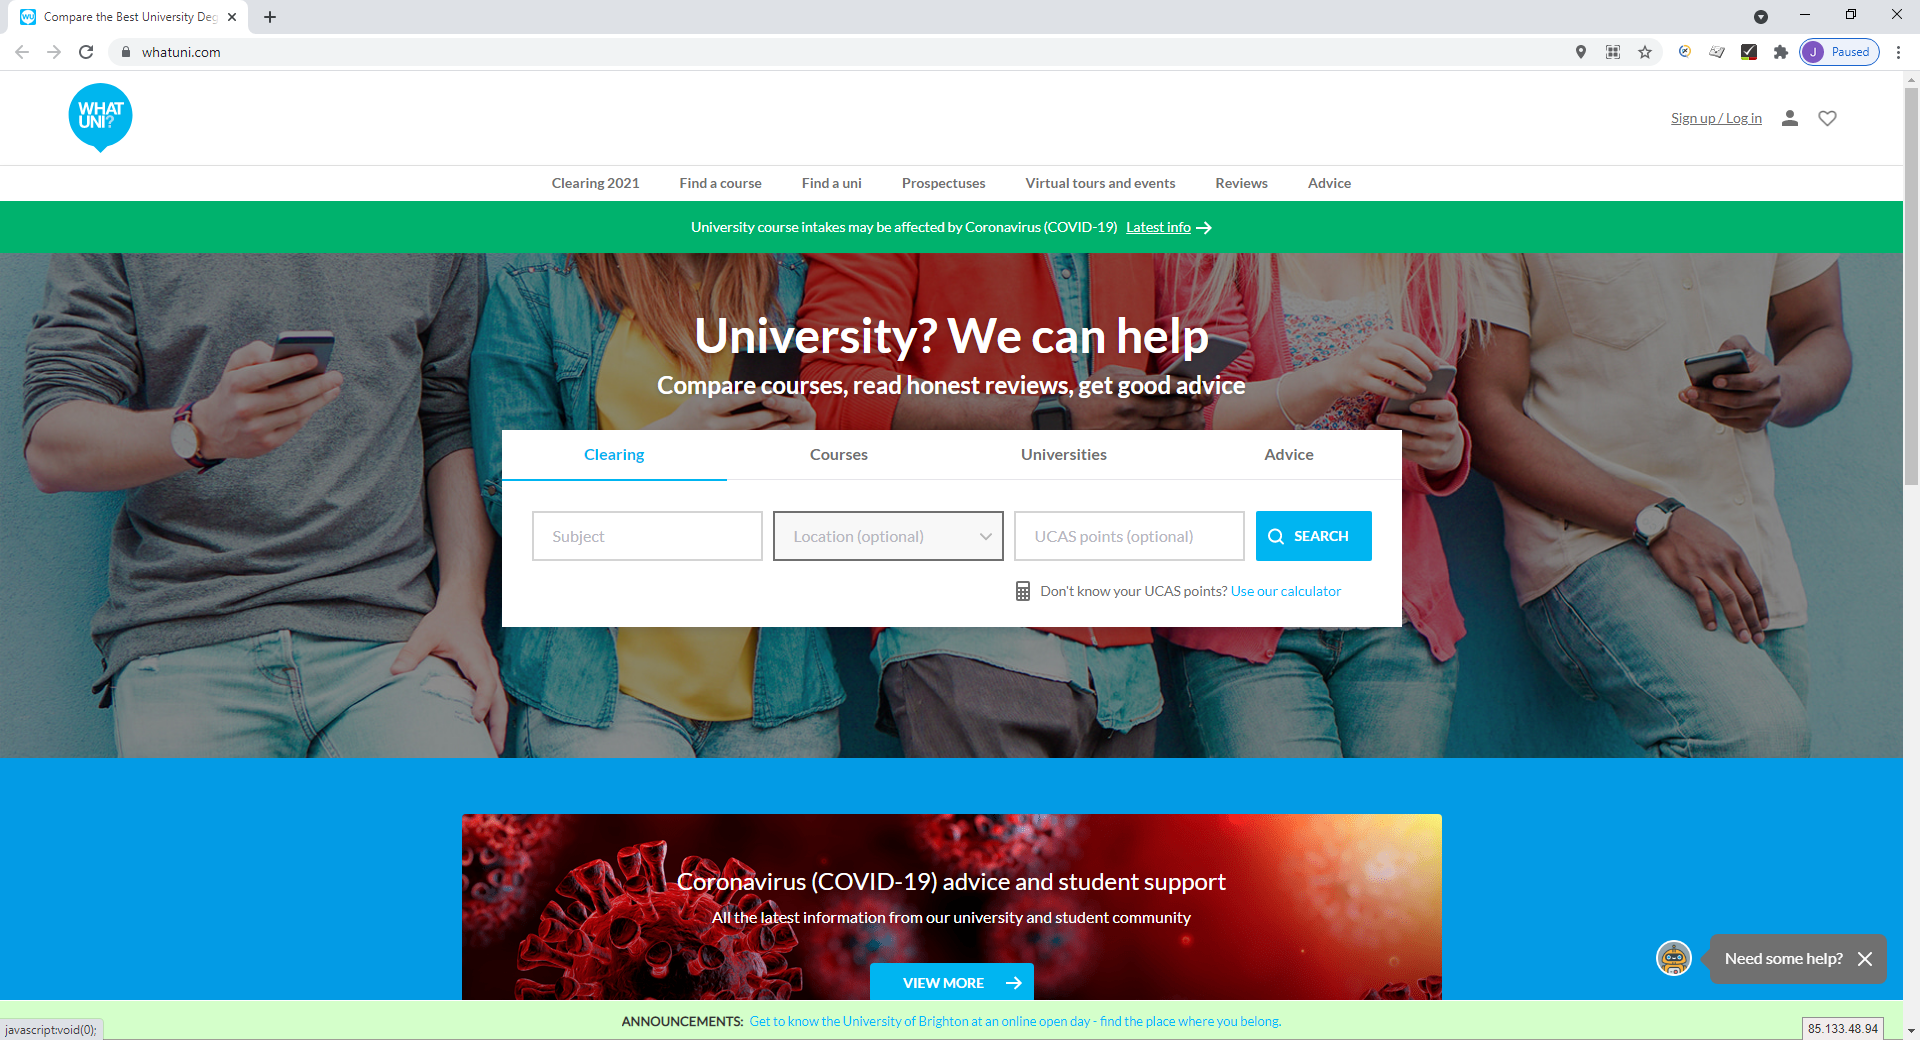 Compare the Best University Deg
whatuni.com
J Paused
WHAT
UNI?
Sign up / Log in
Clearing 2021 Find a course Find a uni Prospectuses Virtual tours and events Reviews Advice
University course intakes may be affected by Coronavirus (COVID-19) Latest info
University? We can help
Compare courses, read honest reviews, get good advice
Clearing Courses Universities Advice
Subject Location (optional) UCAS points (optional) SEARCH
Don't know your UCAS points? Use our calculator
Coronavirus (COVID-19) advice and student support
All the latest information from our university and student community
Need some help?
VIEW MORE
ANNOUNCEMENTS: Get to know the University of Brighton at an online open day - find the place where you belong.
javascript:void(0);
85.133.48.94